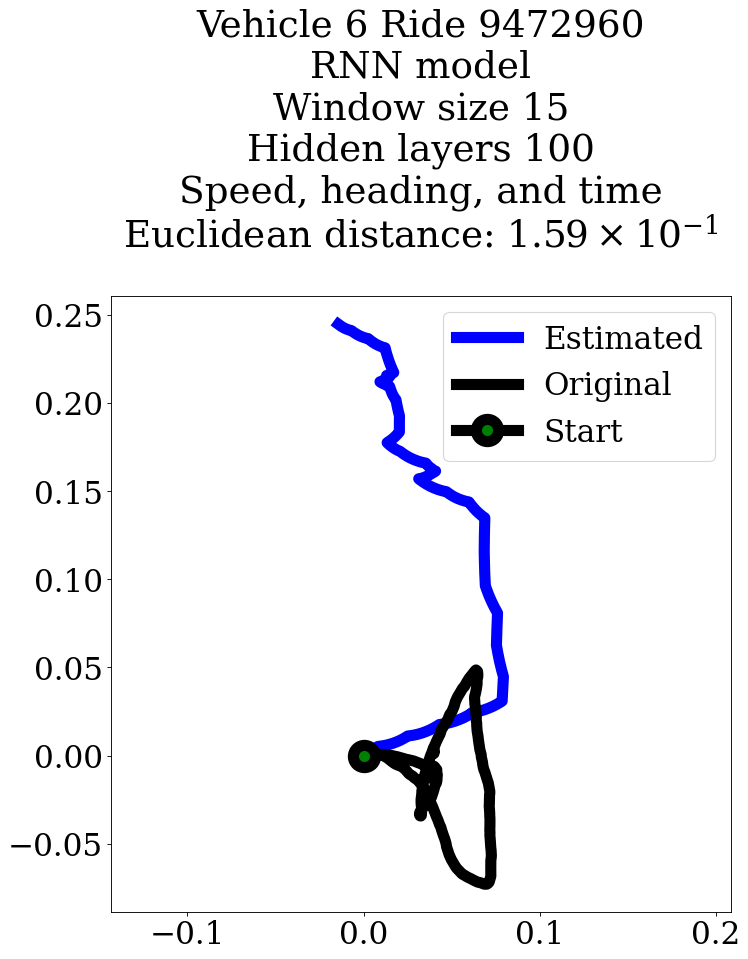 Vehicle 6 Ride 9472960
RNN model
Window size 15
Hidden layers 100
Speed, heading, and time
Euclidean distance: 1.59 × 10⁻¹
0.25
0.20
0.15
0.10
0.05
0.00
−0.05
Estimated
Original
Start
−0.1
0.0
0.1
0.2